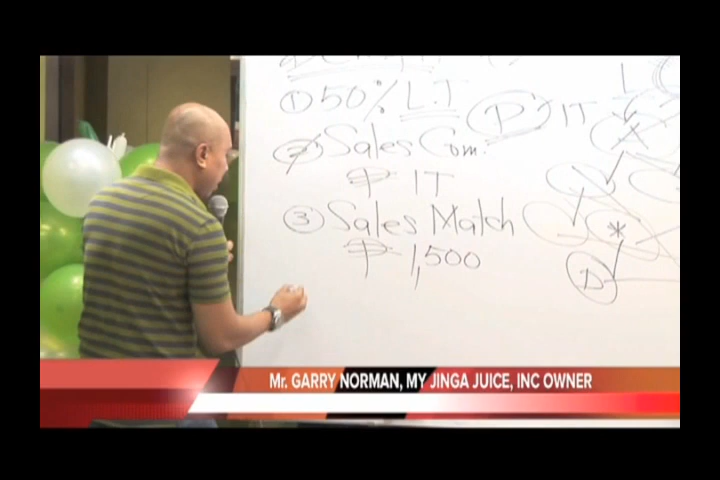 ① 50% L.T
② Sales Com.
P IT
₱ 1T
③ Sales Match
₱ 1,500
*
D
Mr. GARRY NORMAN, MY JINGA JUICE, INC OWNER